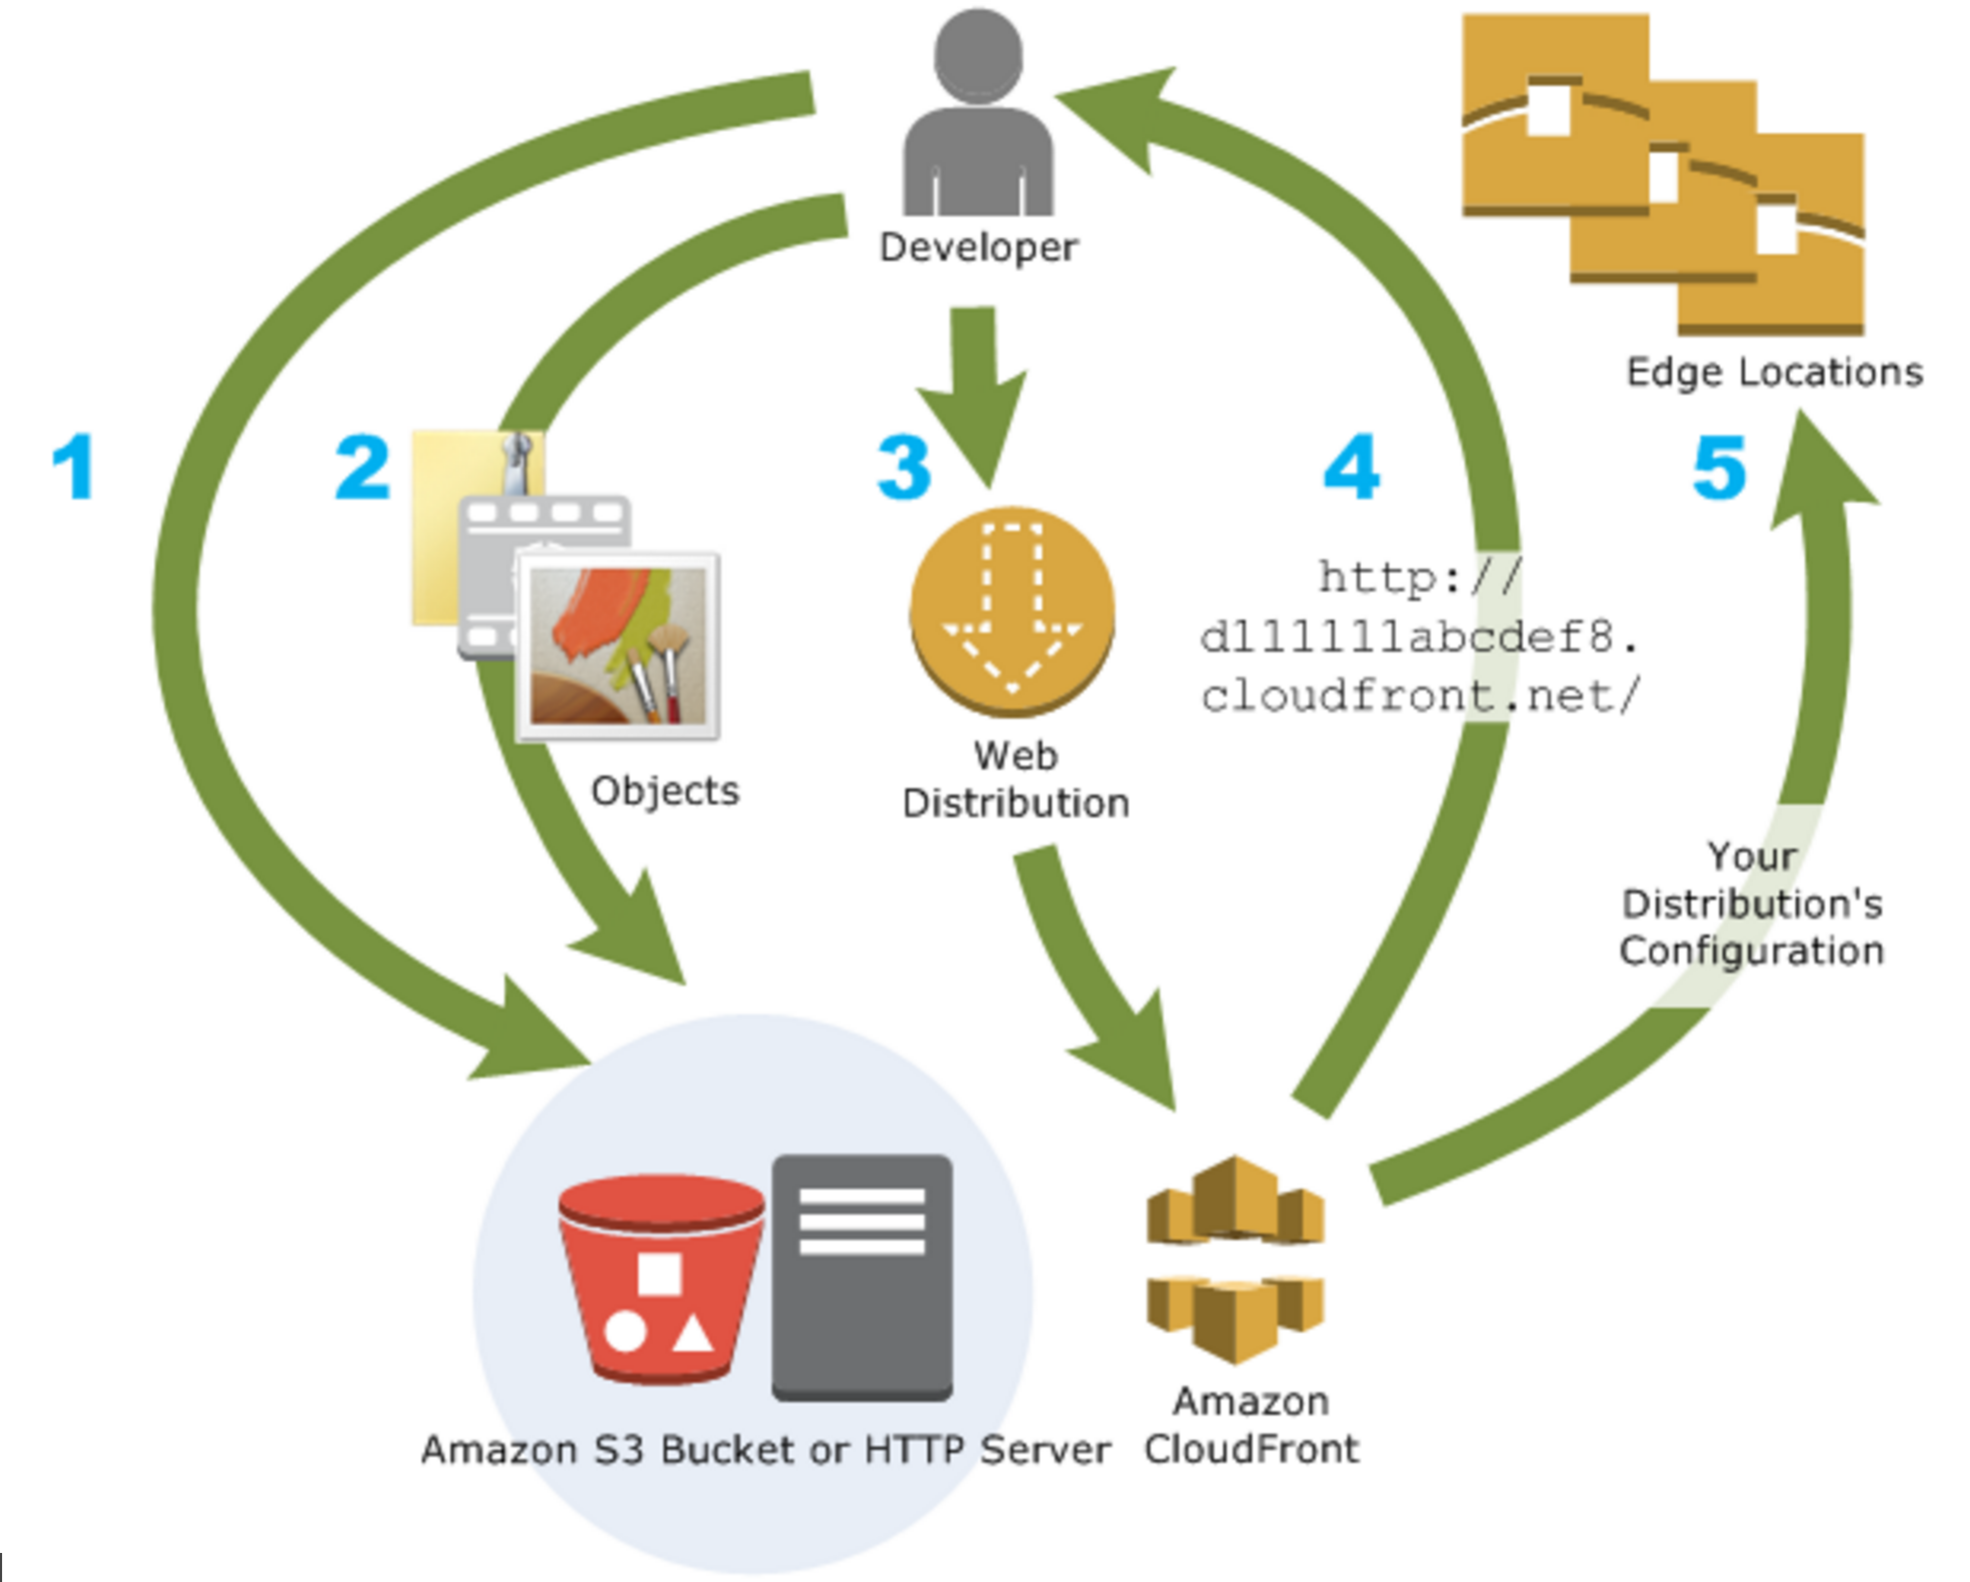 Developer
Edge Locations
1
2
3
4
5
http://
d111111abcdef8.
cloudfront.net/
Objects
Web
Distribution
Your
Distribution's
Configuration
Amazon S3 Bucket or HTTP Server
Amazon
CloudFront